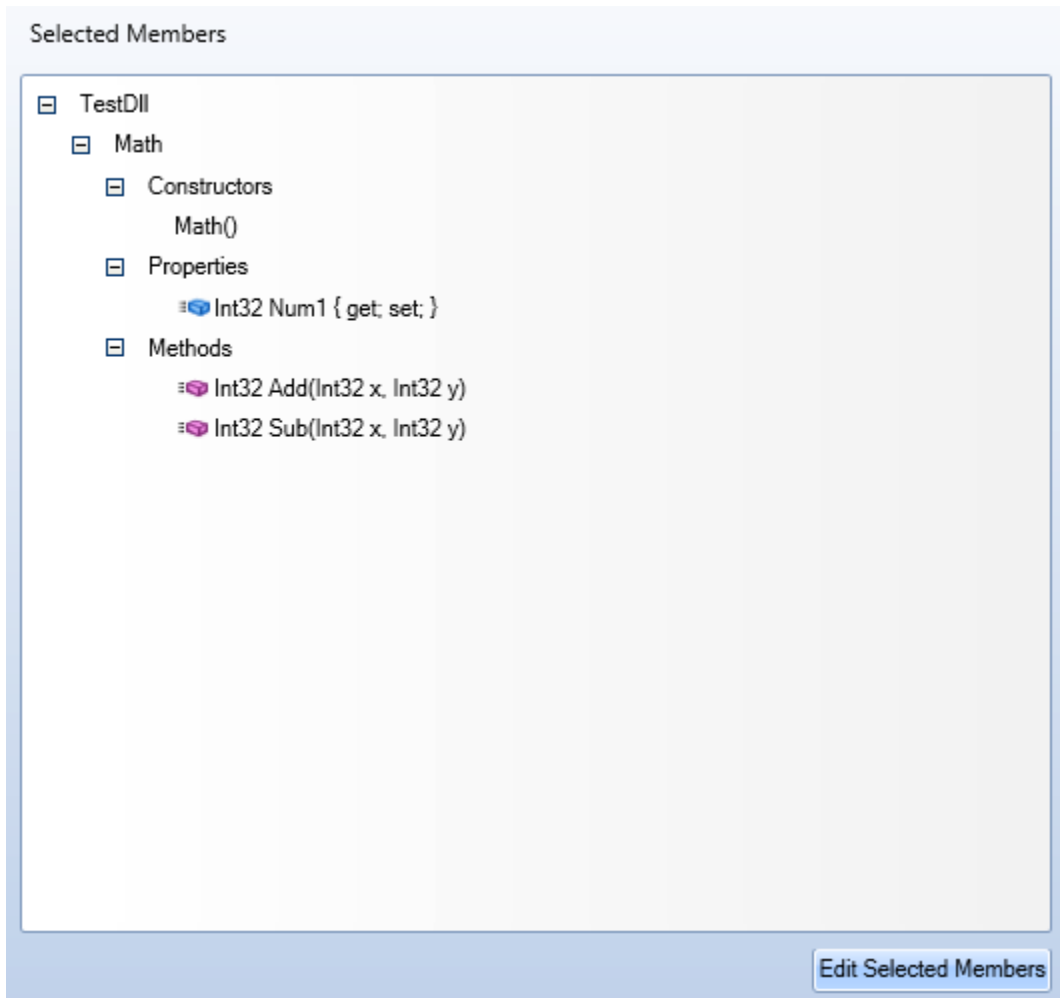 Selected Members
TestDll
Math
Constructors
Math()
Properties
Int32 Num1 { get; set; }
Methods
Int32 Add(Int32 x, Int32 y)
Int32 Sub(Int32 x, Int32 y)
Edit Selected Members